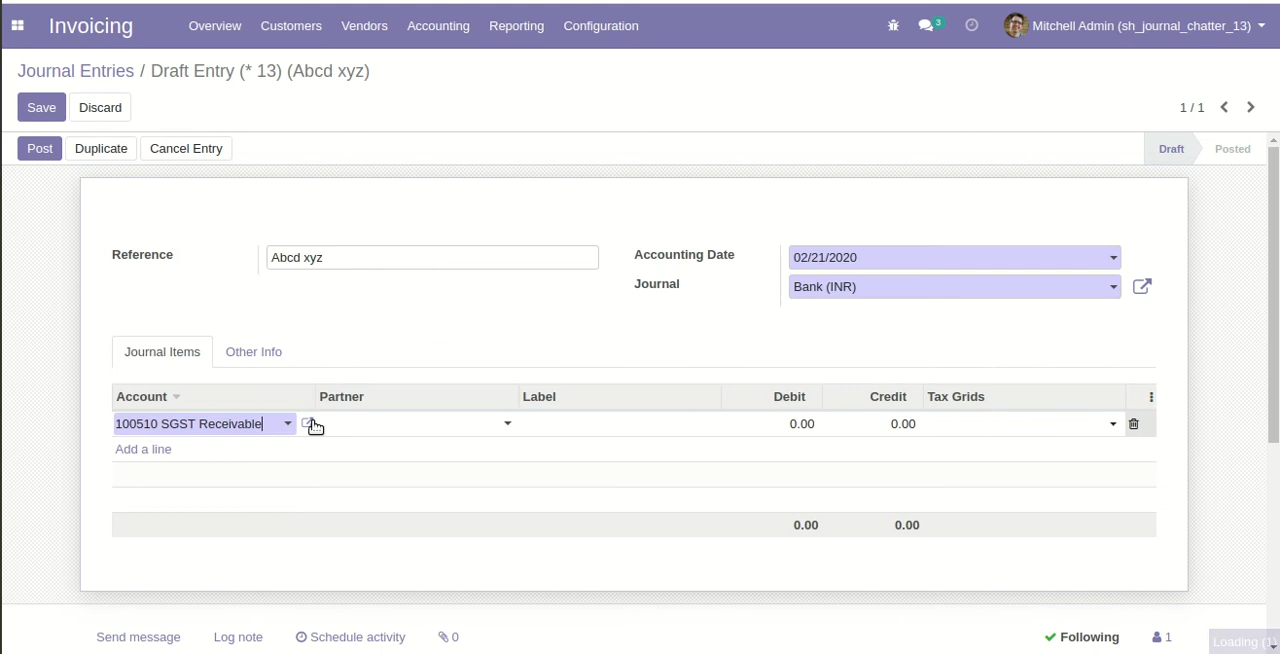 Invoicing Overview Customers Vendors Accounting Reporting Configuration 3 Mitchell Admin (sh_journal_chatter_13)
Journal Entries / Draft Entry (* 13) (Abcd xyz)
Save Discard 1 / 1
Post Duplicate Cancel Entry Draft Posted
Reference Abcd xyz Accounting Date 02/21/2020
Journal Bank (INR)
Journal Items Other Info
Account Partner Label Debit Credit Tax Grids
100510 SGST Receivable 0.00 0.00
Add a line
0.00 0.00
Send message Log note Schedule activity 0 Following 1
Loading (1)